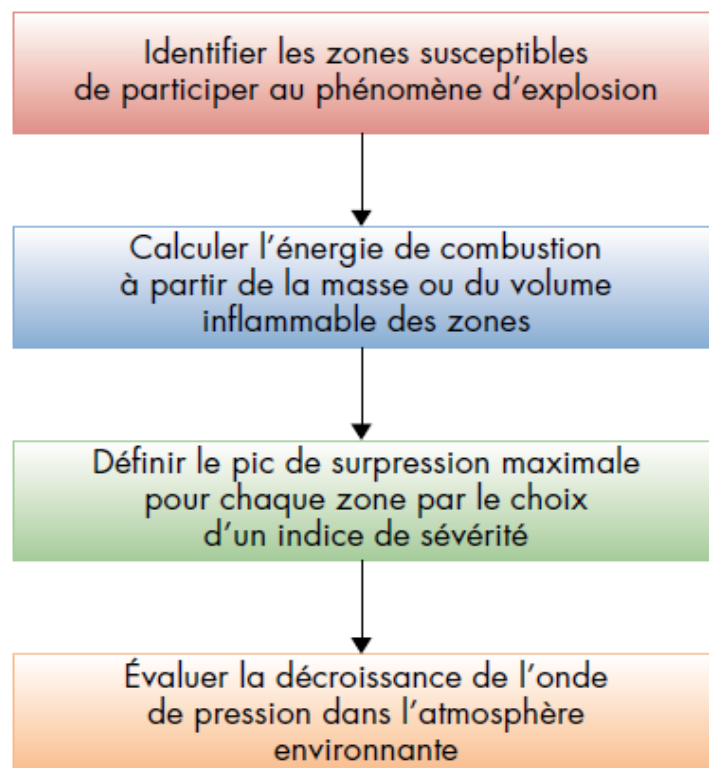 Identifier les zones susceptibles
de participer au phénomène d'explosion
Calculer l'énergie de combustion
à partir de la masse ou du volume
inflammable des zones
Définir le pic de surpression maximale
pour chaque zone par le choix
d'un indice de sévérité
Évaluer la décroissance de l'onde
de pression dans l'atmosphère
environnante